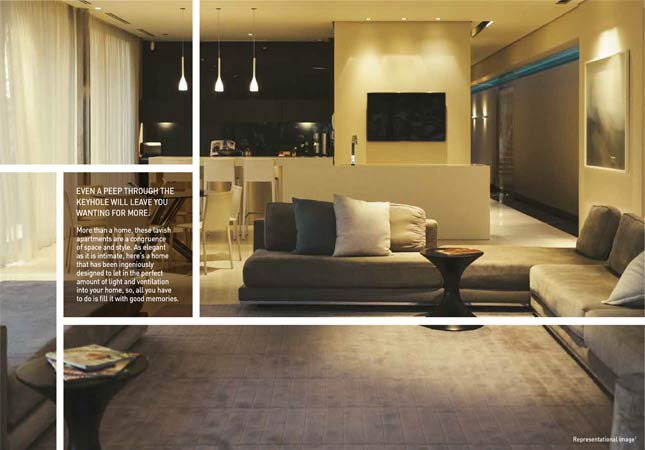 EVEN A PEEP THROUGH THE
KEYHOLE WILL LEAVE YOU
WANTING FOR MORE.
More than a home, these lavish
apartments are a congruence
of space and style. As elegant
as it is intimate, here's a home
that has been ingeniously
designed to let in the perfect
amount of light and ventilation
into your home, so, all you have
to do is fill it with good memories.
Representational image*